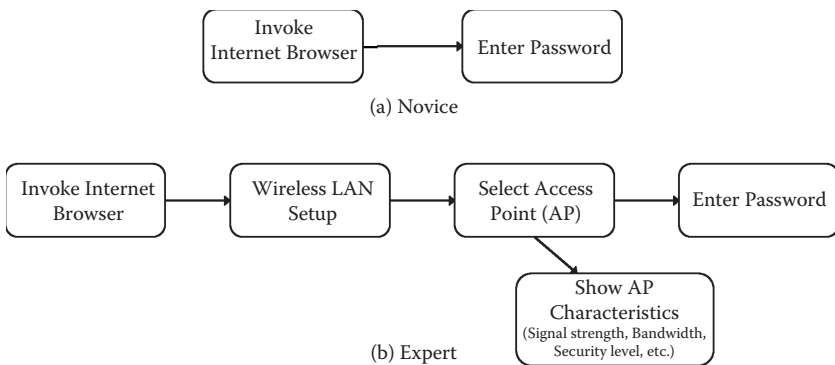 Invoke
Internet Browser
Enter Password
(a) Novice
Invoke Internet
Browser
Wireless LAN
Setup
Select Access
Point (AP)
Enter Password
Show AP
Characteristics
(Signal strength, Bandwidth,
Security level, etc.)
(b) Expert